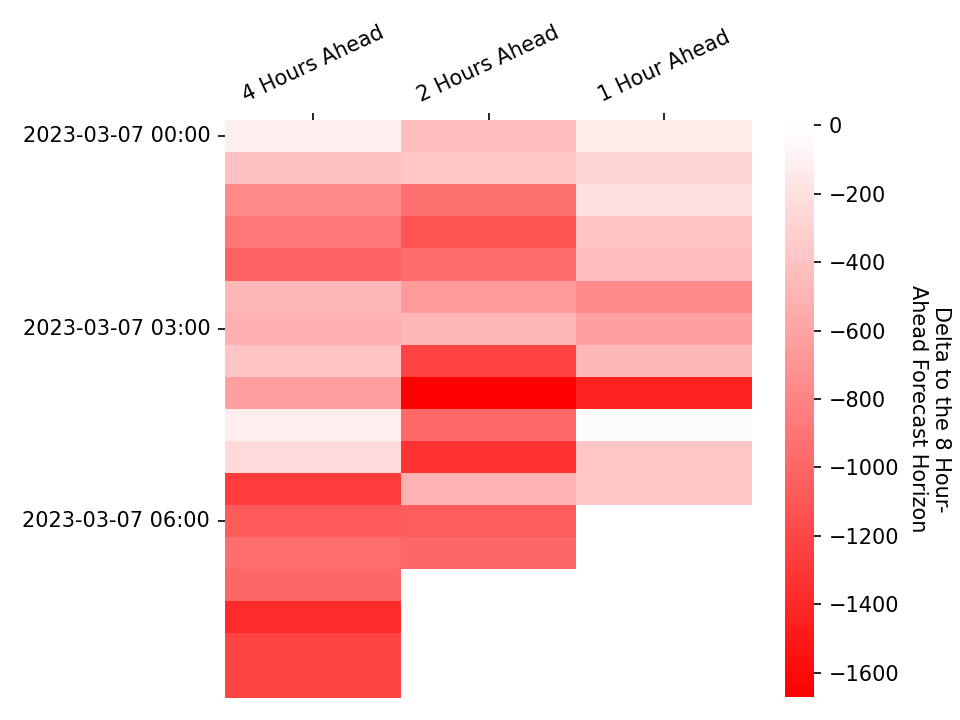 4 Hours Ahead
2 Hours Ahead
1 Hour Ahead
2023-03-07 00:00
2023-03-07 03:00
2023-03-07 06:00
0
−200
−400
−600
−800
−1000
−1200
−1400
−1600
Delta to the 8 Hour-
Ahead Forecast Horizon